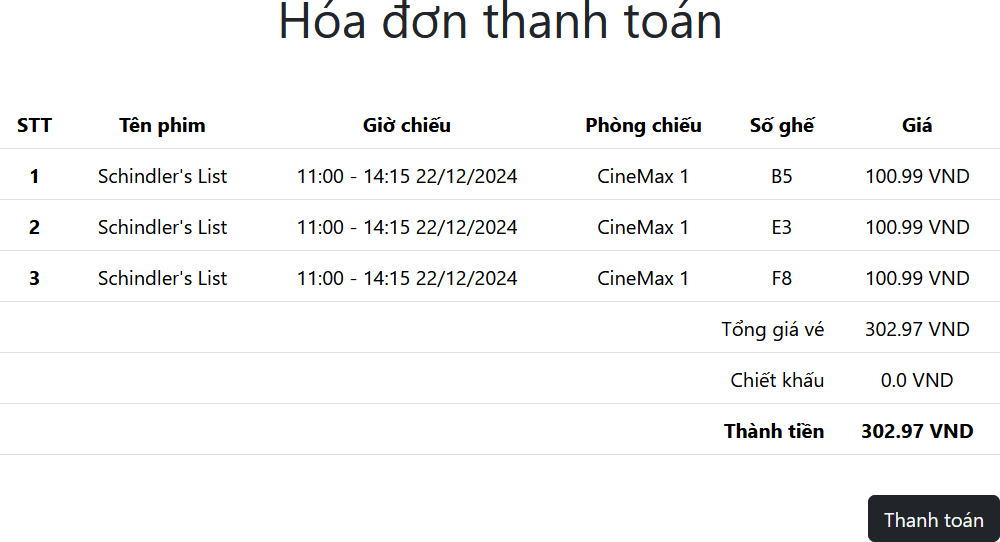 Hóa đơn thanh toán
STT Tên phim Giờ chiếu Phòng chiếu Số ghế Giá
1 Schindler's List 11:00 - 14:15 22/12/2024 CineMax 1 B5 100.99 VND
2 Schindler's List 11:00 - 14:15 22/12/2024 CineMax 1 E3 100.99 VND
3 Schindler's List 11:00 - 14:15 22/12/2024 CineMax 1 F8 100.99 VND
Tổng giá vé 302.97 VND
Chiết khấu 0.0 VND
Thành tiền 302.97 VND
Thanh toán